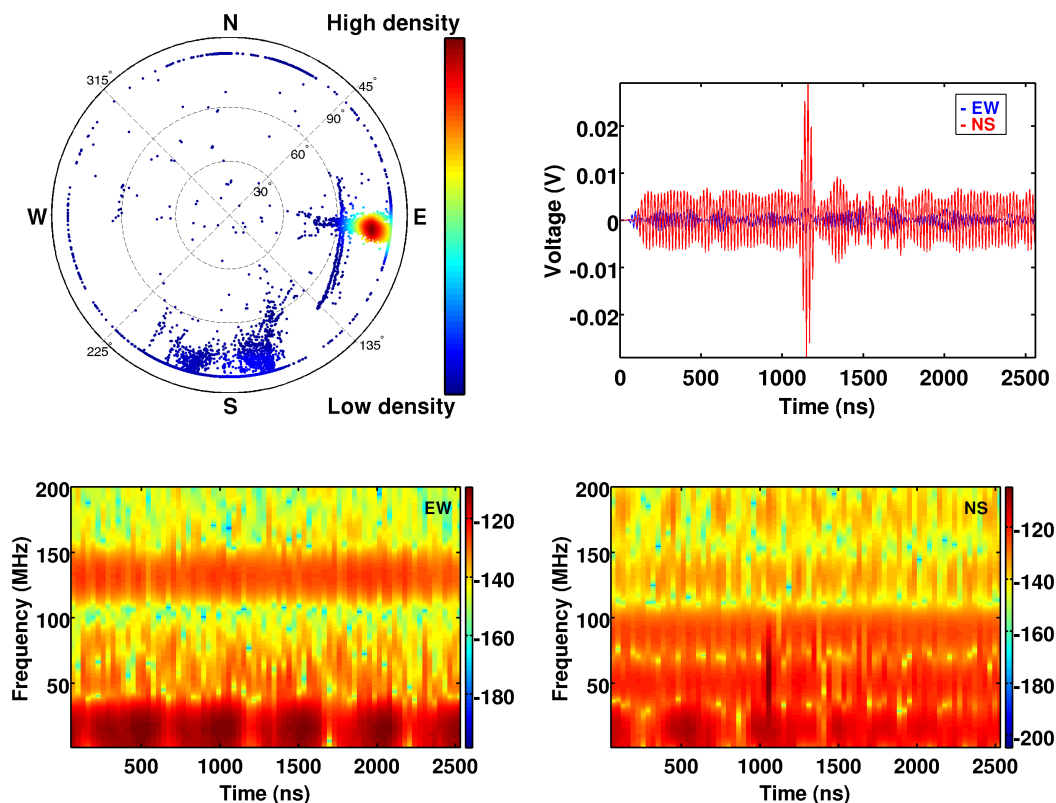 N
High density
315°
45°
90°
60°
30°
W
E
225°
135°
S
Low density
- EW
- NS
0.02
0.01
0
-0.01
-0.02
Voltage (V)
0 500 1000 1500 2000 2500
Time (ns)
EW
200
150
100
50
Frequency (MHz)
-120
-140
-160
-180
500 1000 1500 2000 2500
Time (ns)
NS
200
150
100
50
Frequency (MHz)
-120
-140
-160
-180
-200
500 1000 1500 2000 2500
Time (ns)